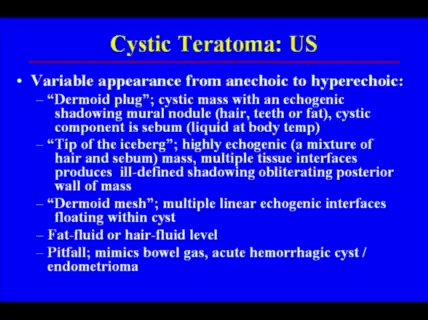 Cystic Teratoma: US
• Variable appearance from anechoic to hyperechoic:
– “Dermoid plug”; cystic mass with an echogenic
shadowing mural nodule (hair, teeth or fat), cystic
component is sebum (liquid at body temp)
– “Tip of the iceberg”; highly echogenic (a mixture of
hair and sebum) mass, multiple tissue interfaces
produces ill-defined shadowing obliterating posterior
wall of mass
– “Dermoid mesh”; multiple linear echogenic interfaces
floating within cyst
– Fat-fluid or hair-fluid level
– Pitfall; mimics bowel gas, acute hemorrhagic cyst /
endometrioma